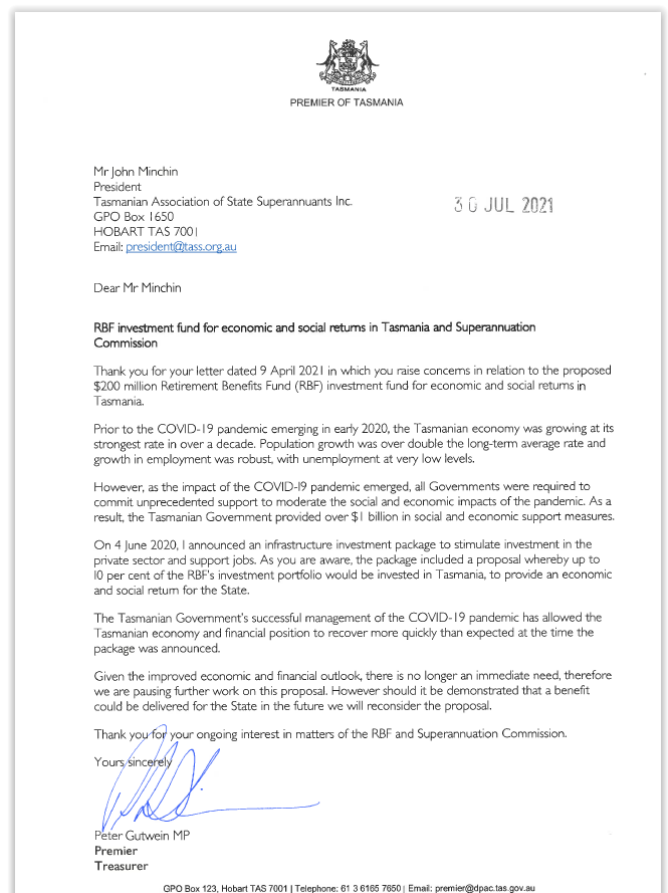 TASMANIA
PREMIER OF TASMANIA
Mr John Minchin
President
Tasmanian Association of State Superannuants Inc.
GPO Box 1650
HOBART TAS 7001
Email: president@tass.org.au
30 JUL 2021
Dear Mr Minchin
RBF investment fund for economic and social returns in Tasmania and Superannuation
Commission
Thank you for your letter dated 9 April 2021 in which you raise concerns in relation to the proposed
$200 million Retirement Benefits Fund (RBF) investment fund for economic and social returns in
Tasmania.
Prior to the COVID-19 pandemic emerging in early 2020, the Tasmanian economy was growing at its
strongest rate in over a decade. Population growth was over double the long-term average rate and
growth in employment was robust, with unemployment at very low levels.
However, as the impact of the COVID-19 pandemic emerged, all Governments were required to
commit unprecedented support to moderate the social and economic impacts of the pandemic. As a
result, the Tasmanian Government provided over $1 billion in social and economic support measures.
On 4 June 2020, I announced an infrastructure investment package to stimulate investment in the
private sector and support jobs. As you are aware, the package included a proposal whereby up to
10 per cent of the RBF's investment portfolio would be invested in Tasmania, to provide an economic
and social return for the State.
The Tasmanian Government's successful management of the COVID-19 pandemic has allowed the
Tasmanian economy and financial position to recover more quickly than expected at the time the
package was announced.
Given the improved economic and financial outlook, there is no longer an immediate need, therefore
we are pausing further work on this proposal. However should it be demonstrated that a benefit
could be delivered for the State in the future we will reconsider the proposal.
Thank you for your ongoing interest in matters of the RBF and Superannuation Commission.
Yours sincerely
Peter Gutwein MP
Premier
Treasurer
GPO Box 123, Hobart TAS 7001 | Telephone: 61 3 6165 7650 | Email: premier@dpac.tas.gov.au